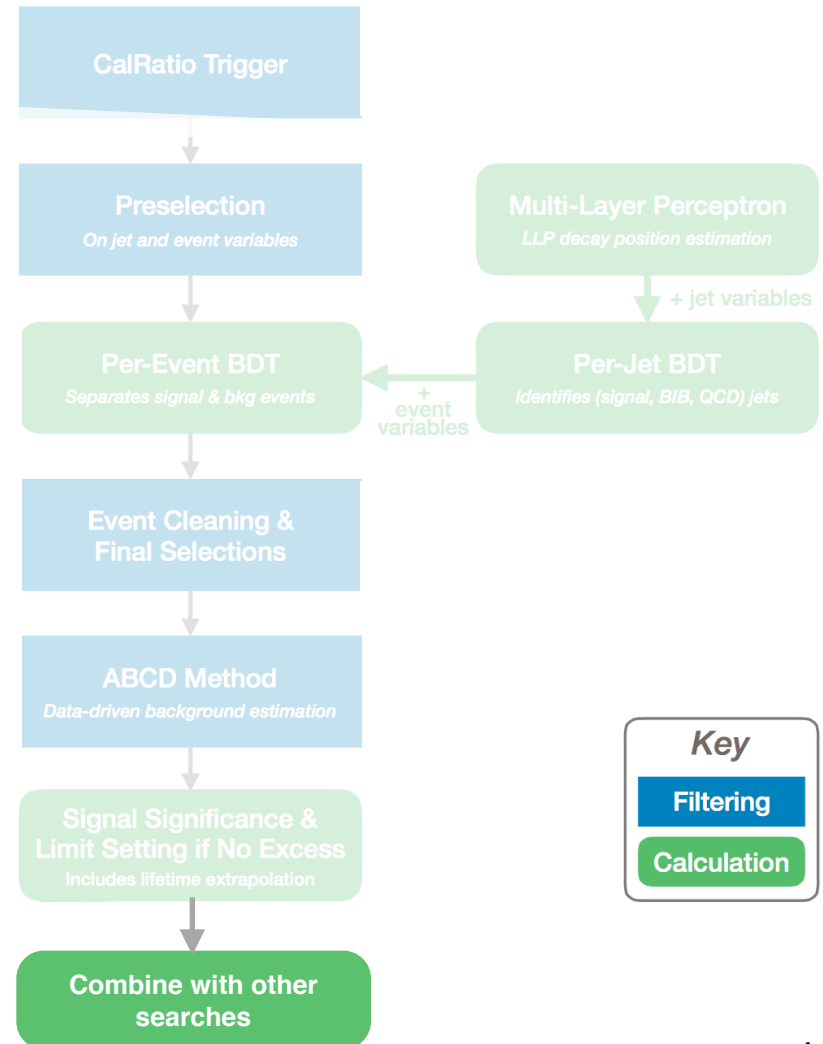 CalRatio Trigger
Preselection
On jet and event variables
Multi-Layer Perceptron
LLP decay position estimation
+ jet variables
Per-Event BDT
Separates signal & bkg events
+
event
variables
Per-Jet BDT
Identifies (signal, BIB, QCD) jets
Event Cleaning &
Final Selections
ABCD Method
Data-driven background estimation
Signal Significance &
Limit Setting if No Excess
Includes lifetime extrapolation
Combine with other
searches
Key
Filtering
Calculation